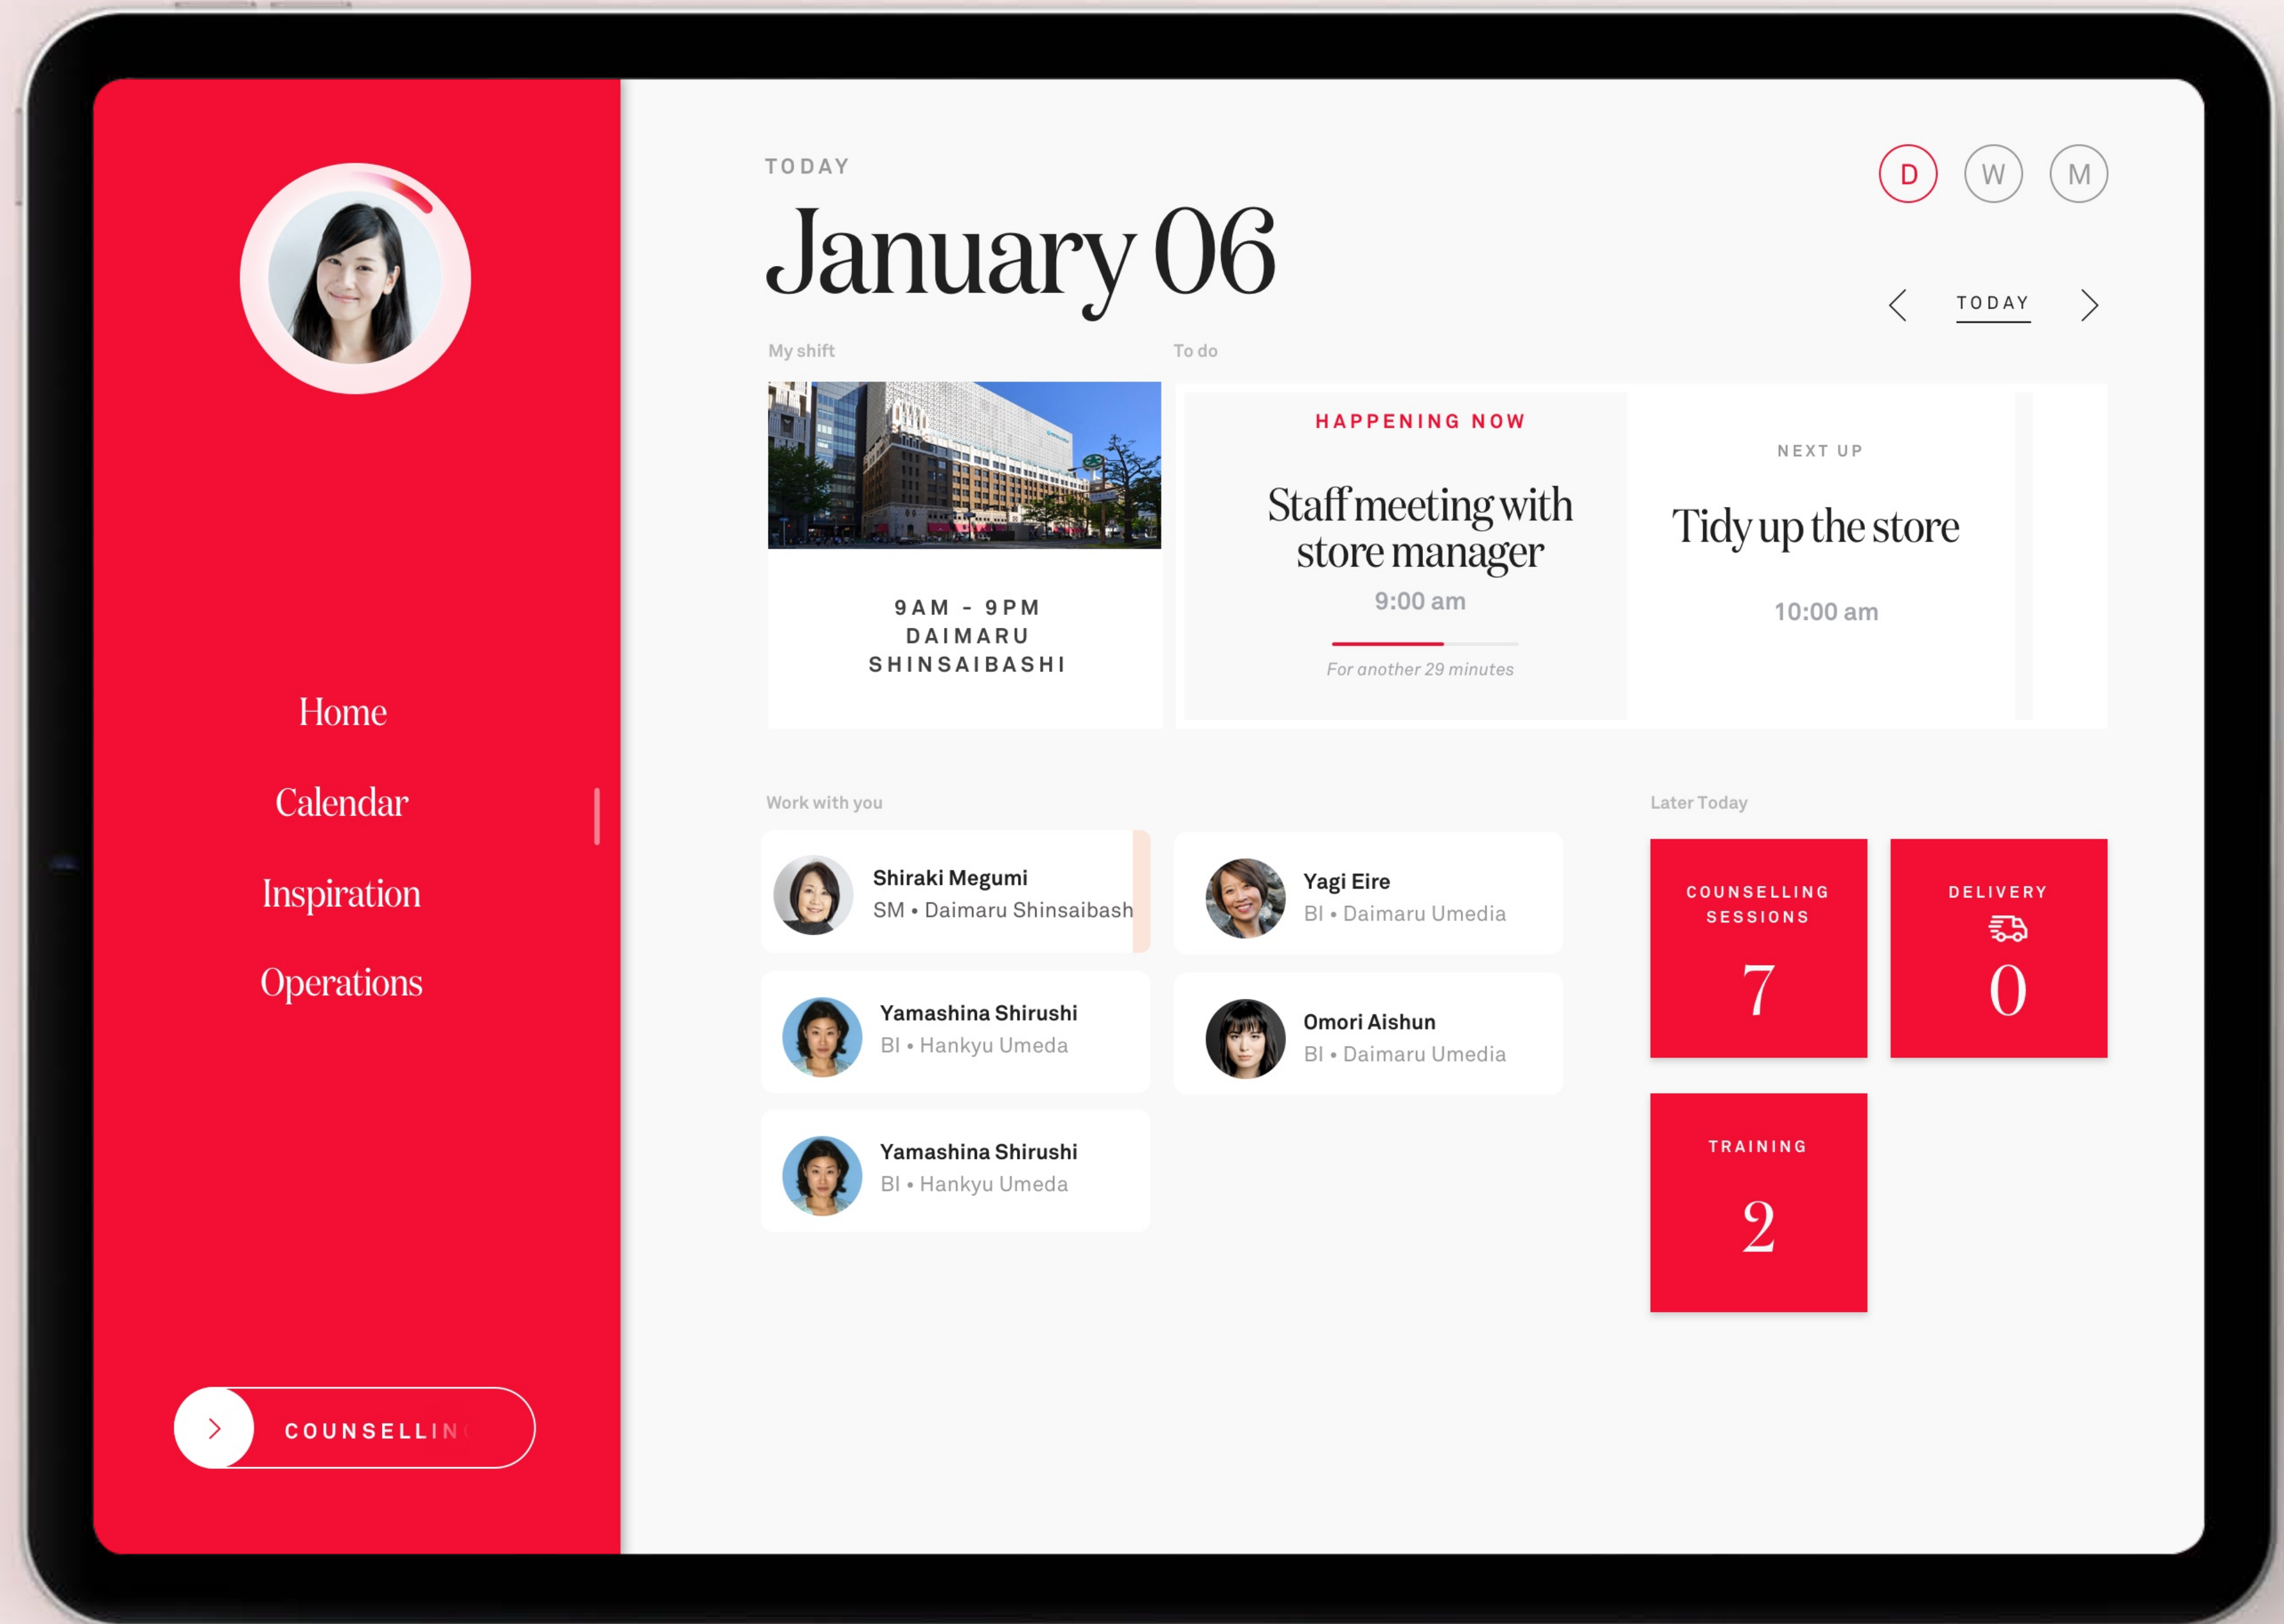 TODAY
January 06
D
W
M
TODAY
My shift
To do
9AM - 9PM
DAIMARU
SHINSAIBASHI
HAPPENING NOW
Staff meeting with
store manager
9:00 am
For another 29 minutes
NEXT UP
Tidy up the store
10:00 am
Home
Calendar
Inspiration
Operations
COUNSELLING
Work with you
Shiraki Megumi
SM • Daimaru Shinsaibash
Yagi Eire
BI • Daimaru Umedia
Yamashina Shirushi
BI • Hankyu Umeda
Omori Aishun
BI • Daimaru Umedia
Yamashina Shirushi
BI • Hankyu Umeda
Later Today
COUNSELLING
SESSIONS
7
DELIVERY
0
TRAINING
2